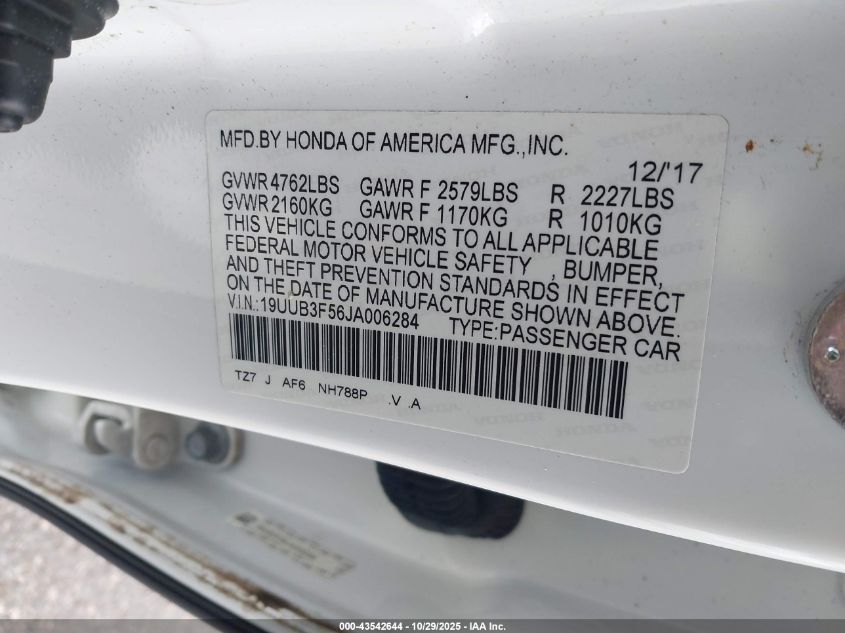 MFD.BY HONDA OF AMERICA MFG.,INC.
12/'17
GVWR 4762LBS GAWR F 2579LBS R 2227LBS
GVWR 2160KG GAWR F 1170KG R 1010KG
THIS VEHICLE CONFORMS TO ALL APPLICABLE
FEDERAL MOTOR VEHICLE SAFETY , BUMPER,
AND THEFT PREVENTION STANDARDS IN EFFECT
ON THE DATE OF MANUFACTURE SHOWN ABOVE.
V.I.N.:19UUB3F56JA006284 TYPE:PASSENGER CAR
TZ7 J AF6 NH788P .V .A
000-43542644 | 10/29/2025 - IAA Inc.